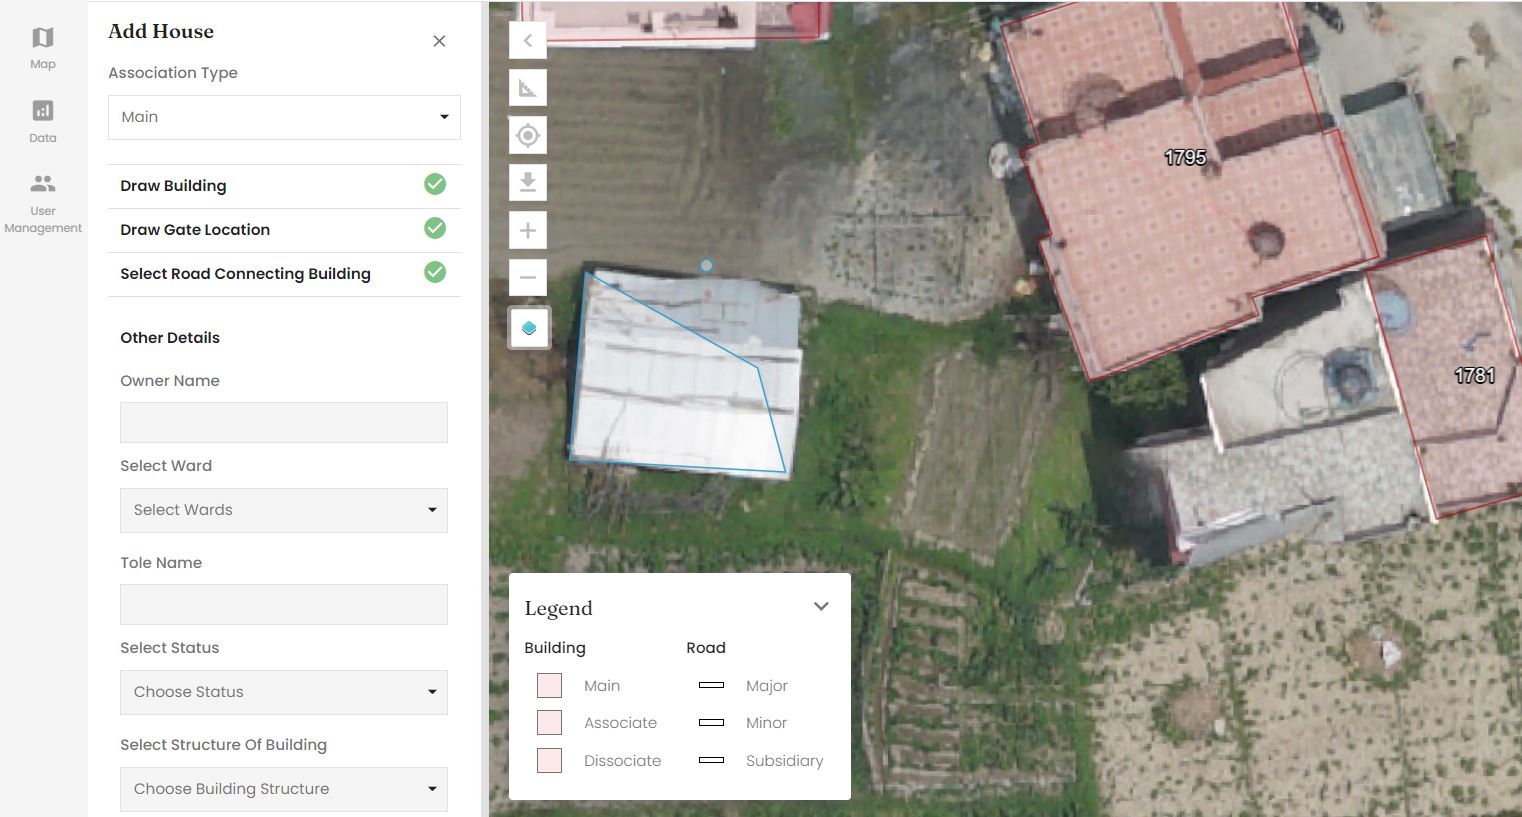 Map
Data
User
Management
Add House
Association Type
Main
Draw Building
Draw Gate Location
Select Road Connecting Building
Other Details
Owner Name
Select Ward
Select Wards
Tole Name
Select Status
Choose Status
Select Structure Of Building
Choose Building Structure
1795
1781
Legend
Building
Road
Main
Major
Associate
Minor
Dissociate
Subsidiary